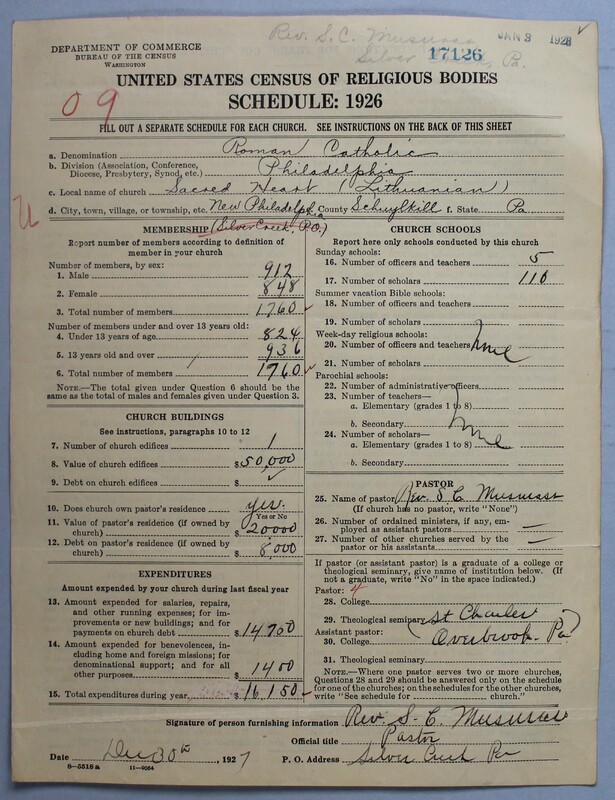 Rev. S. C.
JAN 3 1928
DEPARTMENT OF COMMERCE
BUREAU OF THE CENSUS
WASHINGTON
Silver Pa.
17126
UNITED STATES CENSUS OF RELIGIOUS BODIES
SCHEDULE: 1926
09
FILL OUT A SEPARATE SCHEDULE FOR EACH CHURCH. SEE INSTRUCTIONS ON THE BACK OF THIS SHEET
a. Denomination Roman Catholic
b. Division (Association, Conference, Diocese, Presbytery, Synod, etc.) Philadelphia
c. Local name of church Sacred Heart (Lithuanian)
d. City, town, village, or township, etc. New Philadelphia County Schuylkill f. State Pa
(Silver Creek, P.O.)
U
MEMBERSHIP
Report number of members according to definition of
member in your church
Number of members, by sex:
1. Male 912
2. Female 848
3. Total number of members 1760
Number of members under and over 13 years old:
4. Under 13 years of age 824
5. 13 years old and over 936
6. Total number of members 1760
NOTE.—The total given under Question 6 should be
the same as the total of males and females given under Question 3.
CHURCH BUILDINGS
See instructions, paragraphs 10 to 12
7. Number of church edifices 1
8. Value of church edifices $50,000
9. Debt on church edifices $
10. Does church own pastor's residence? yes.
Yes or No
11. Value of pastor's residence (if owned by
church) $20000
12. Debt on pastor's residence (if owned by
church) $8,000
EXPENDITURES
Amount expended by your church during last fiscal year
13. Amount expended for salaries, repairs,
and other running expenses; for im-
provements or new buildings; and for
payments on church debt $14700
14. Amount expended for benevolences,
including home and foreign missions; for
denominational support; and for all
other purposes $1400
15. Total expenditures during year $16150
CHURCH SCHOOLS
Report here only schools conducted by this church
Sunday schools:
16. Number of officers and teachers 5
17. Number of scholars 110
Summer vacation Bible schools:
18. Number of officers and teachers
19. Number of scholars
Week-day religious schools:
20. Number of officers and teachers None
21. Number of scholars
Parochial schools:
22. Number of administrative officers
23. Number of teachers—
a. Elementary (grades 1 to 8)
b. Secondary None
24. Number of scholars—
a. Elementary (grades 1 to 8)
b. Secondary
PASTOR
25. Name of pastor Rev. S C
(If church has no pastor, write "None")
26. Number of ordained ministers, if any, em-
ployed as assistant pastors —
27. Number of other churches served by the
pastor or his assistants —
If pastor (or assistant pastor) is a graduate of a college or
theological seminary, give name of institution below. (If
not a graduate, write "No" in the space indicated.)
Pastor: 4
28. College
29. Theological seminary St Charles
Assistant pastor:
30. College Overbrook Pa
31. Theological seminary
NOTE.—Where one pastor serves two or more churches,
Questions 28 and 29 should be answered only on the schedule
for one of the churches; on the schedules for the other churches,
write "See schedule for church."
Signature of person furnishing information Rev. S. C.
Official title Pastor
Date Dec 30th, 1927 P. O. Address Silver Creek Pa
8—5518a 11—9054